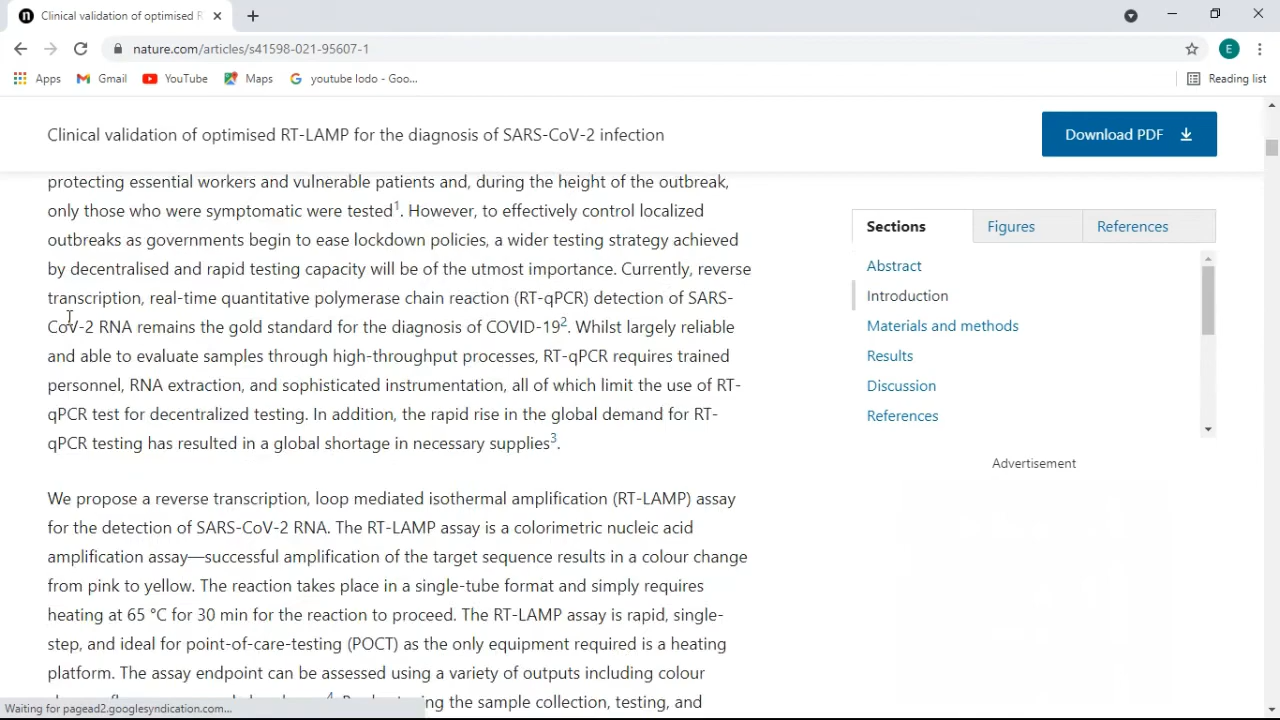 Clinical validation of optimised R
nature.com/articles/s41598-021-95607-1
E
Apps
Gmail
YouTube
Maps
youtube lodo - Goo...
Reading list
Clinical validation of optimised RT-LAMP for the diagnosis of SARS-CoV-2 infection
Download PDF
protecting essential workers and vulnerable patients and, during the height of the outbreak,
only those who were symptomatic were tested1. However, to effectively control localized
outbreaks as governments begin to ease lockdown policies, a wider testing strategy achieved
by decentralised and rapid testing capacity will be of the utmost importance. Currently, reverse
transcription, real-time quantitative polymerase chain reaction (RT-qPCR) detection of SARS-
CoV-2 RNA remains the gold standard for the diagnosis of COVID-192. Whilst largely reliable
and able to evaluate samples through high-throughput processes, RT-qPCR requires trained
personnel, RNA extraction, and sophisticated instrumentation, all of which limit the use of RT-
qPCR test for decentralized testing. In addition, the rapid rise in the global demand for RT-
qPCR testing has resulted in a global shortage in necessary supplies3.
We propose a reverse transcription, loop mediated isothermal amplification (RT-LAMP) assay
for the detection of SARS-CoV-2 RNA. The RT-LAMP assay is a colorimetric nucleic acid
amplification assay—successful amplification of the target sequence results in a colour change
from pink to yellow. The reaction takes place in a single-tube format and simply requires
heating at 65 °C for 30 min for the reaction to proceed. The RT-LAMP assay is rapid, single-
step, and ideal for point-of-care-testing (POCT) as the only equipment required is a heating
platform. The assay endpoint can be assessed using a variety of outputs including colour
4
the sample collection, testing, and
Sections
Figures
References
Abstract
Introduction
Materials and methods
Results
Discussion
References
Advertisement
Waiting for pagead2.googlesyndication.com...